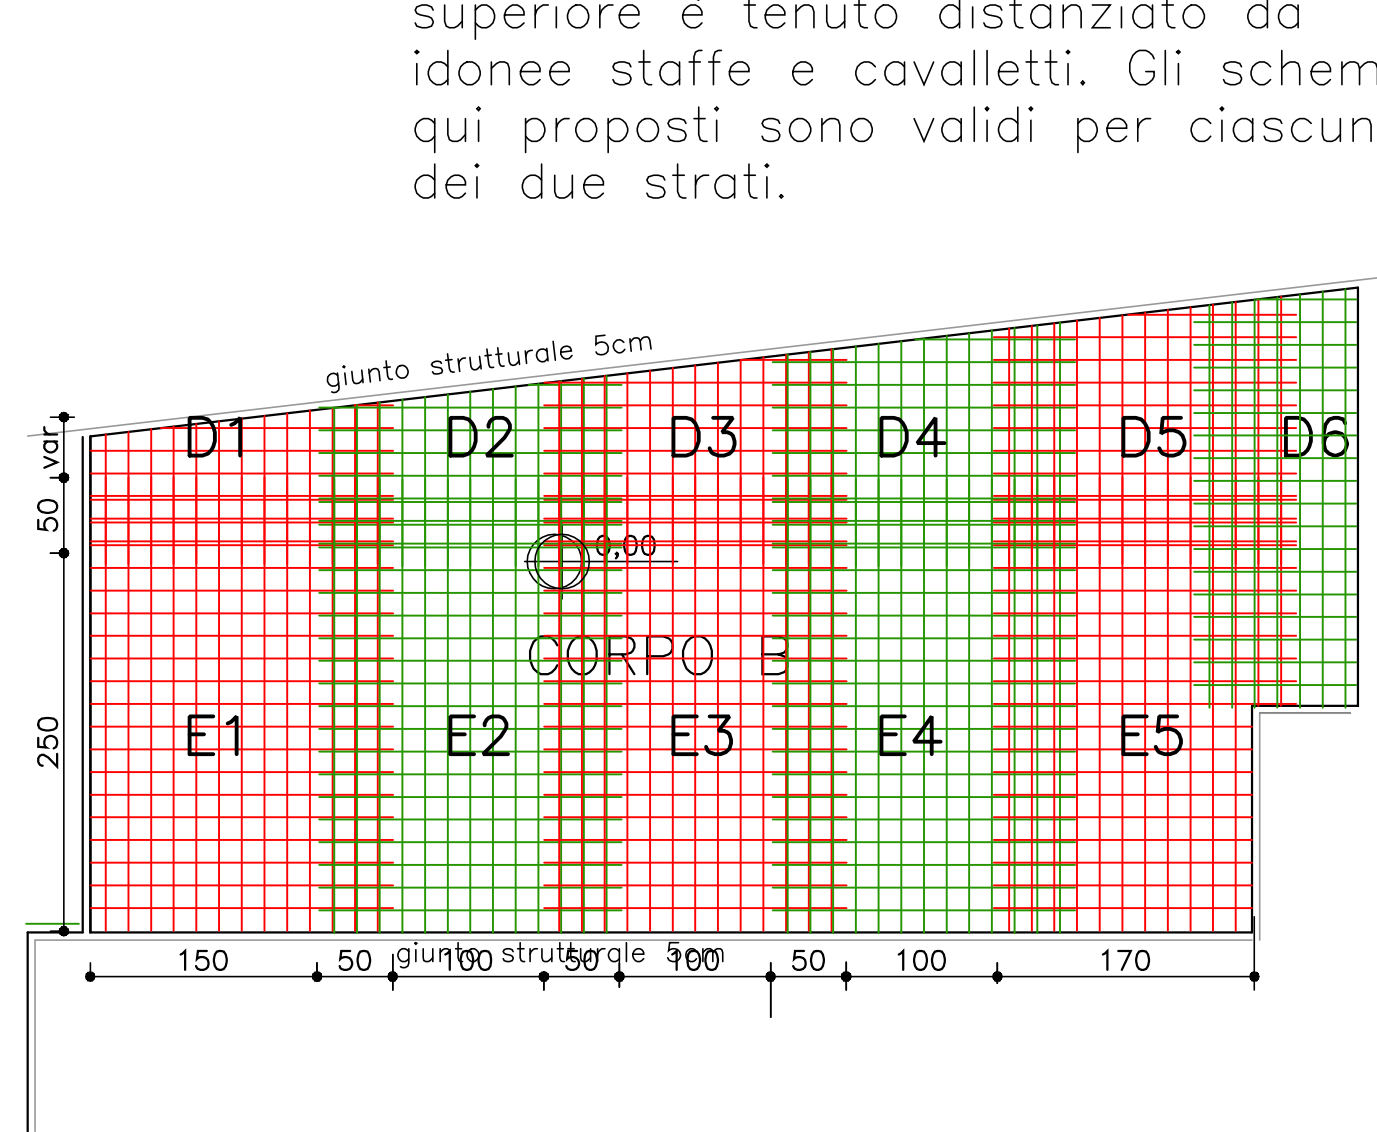 superiore è tenuto distanziato da
idonee staffe e cavalletti. Gli schem
qui proposti sono validi per ciascun
dei due strati.
giunto strutturale 5cm
D1 D2 D3 D4 D5 D6
var
50
0,00
CORPO B
250
E1 E2 E3 E4 E5
giunto strutturale 5cm
150 50 100 50 100 50 100 170